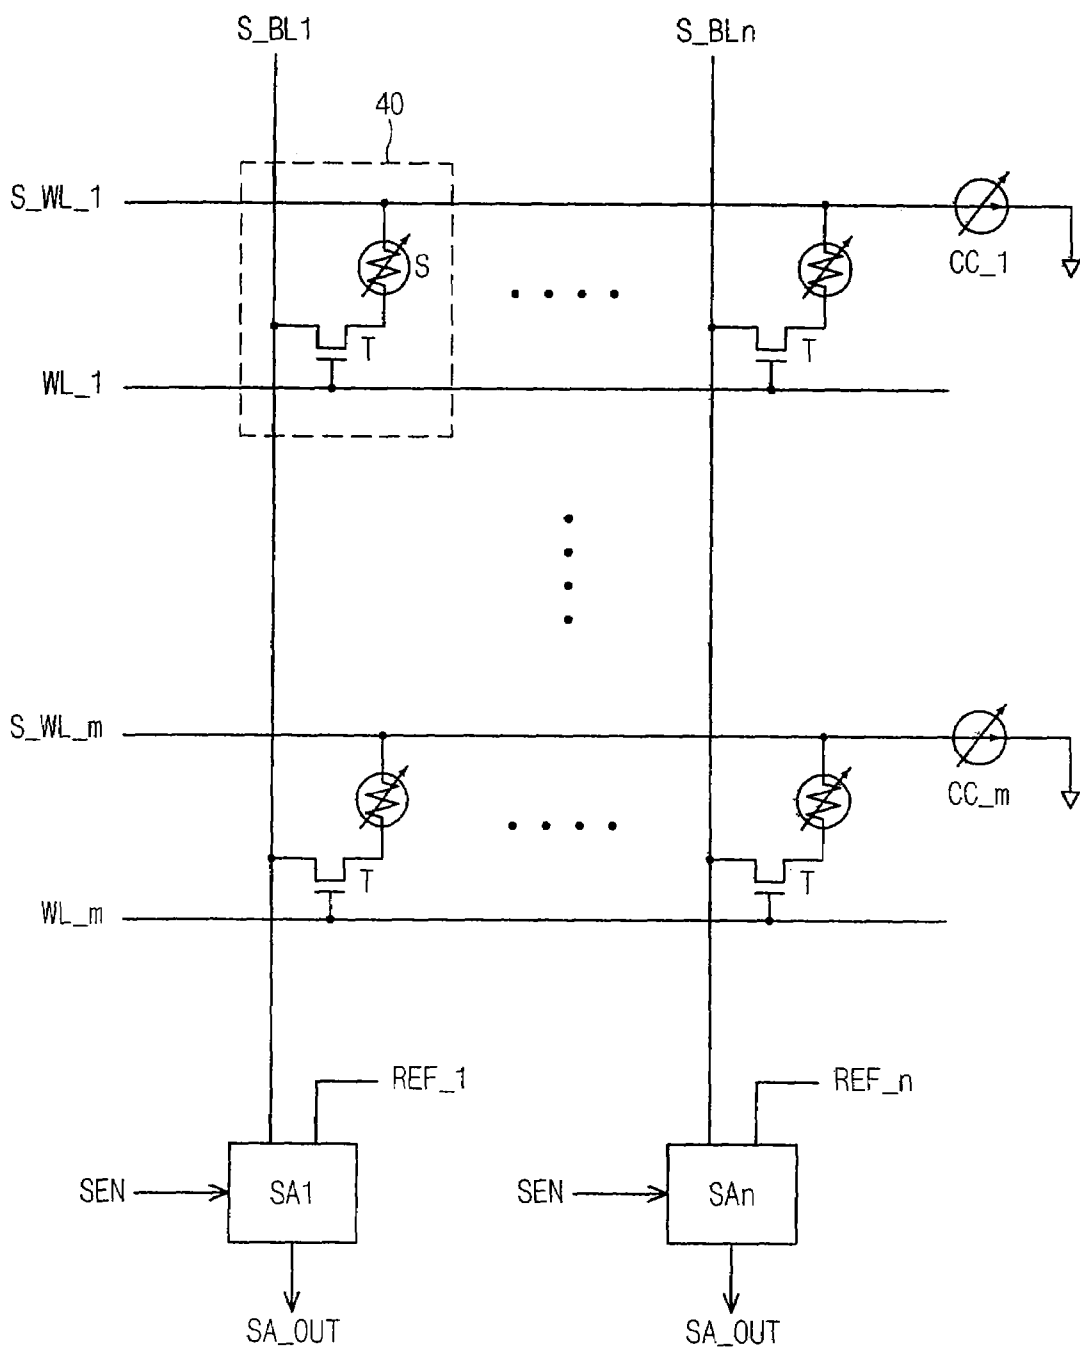 S_BL1
S_BLn
40
S_WL_1
CC_1
S
T
T
WL_1
S_WL_m
CC_m
T
T
WL_m
REF_1
REF_n
SEN
SA1
SEN
SAn
SA_OUT
SA_OUT